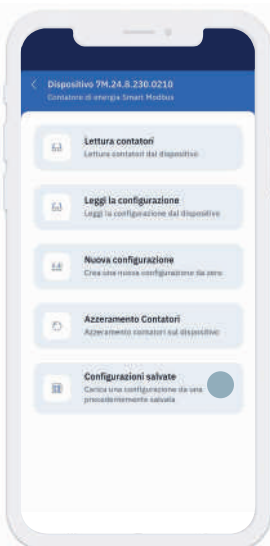 Dispositivo 7M.24.8.230.0210
Contatore di energia Smart Modbus
Lettura contatori
Lettura contatori dal dispositivo
Leggi la configurazione
Leggi la configurazione dal dispositivo
Nuova configurazione
Crea una nuova configurazione da zero
Azzeramento Contatori
Azzeramento contatori sul dispositivo
Configurazioni salvate
Carica una configurazione da una
precedentemente salvata